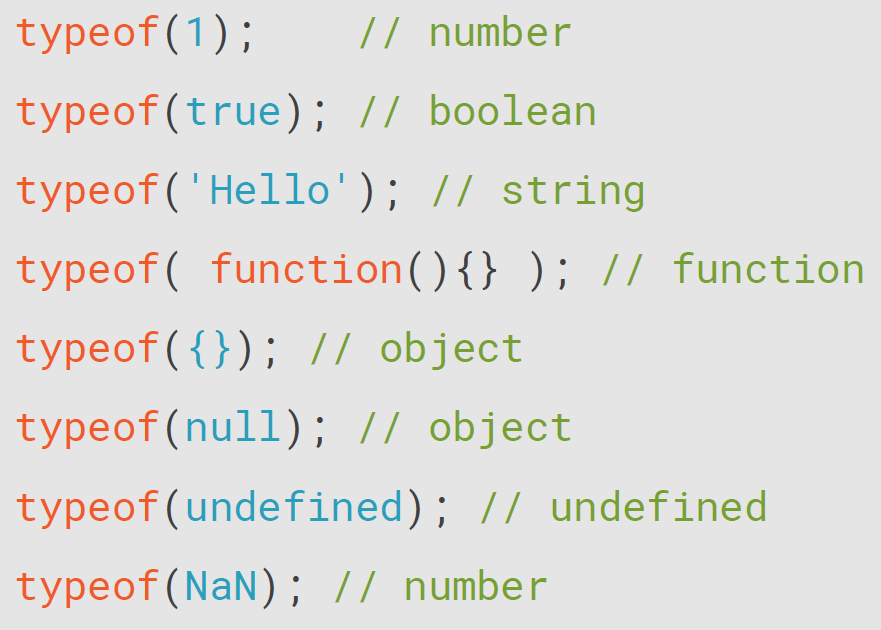 typeof(1);    // number
typeof(true); // boolean
typeof('Hello'); // string
typeof( function(){} ); // function
typeof({}); // object
typeof(null); // object
typeof(undefined); // undefined
typeof(NaN); // number